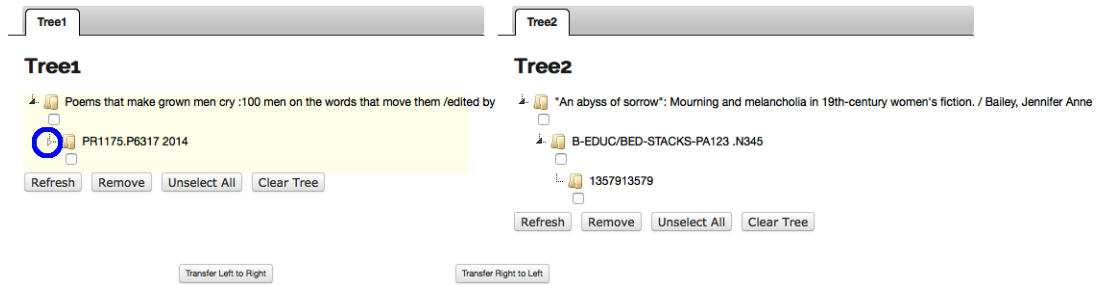 Tree1
Tree2
Tree1
Tree2
Poems that make grown men cry :100 men on the words that move them /edited by
"An abyss of sorrow": Mourning and melancholia in 19th-century women's fiction. / Bailey, Jennifer Anne
PR1175.P6317 2014
B-EDUC/BED-STACKS-PA123 .N345
1357913579
Refresh Remove Unselect All Clear Tree
Refresh Remove Unselect All Clear Tree
Transfer Left to Right
Transfer Right to Left